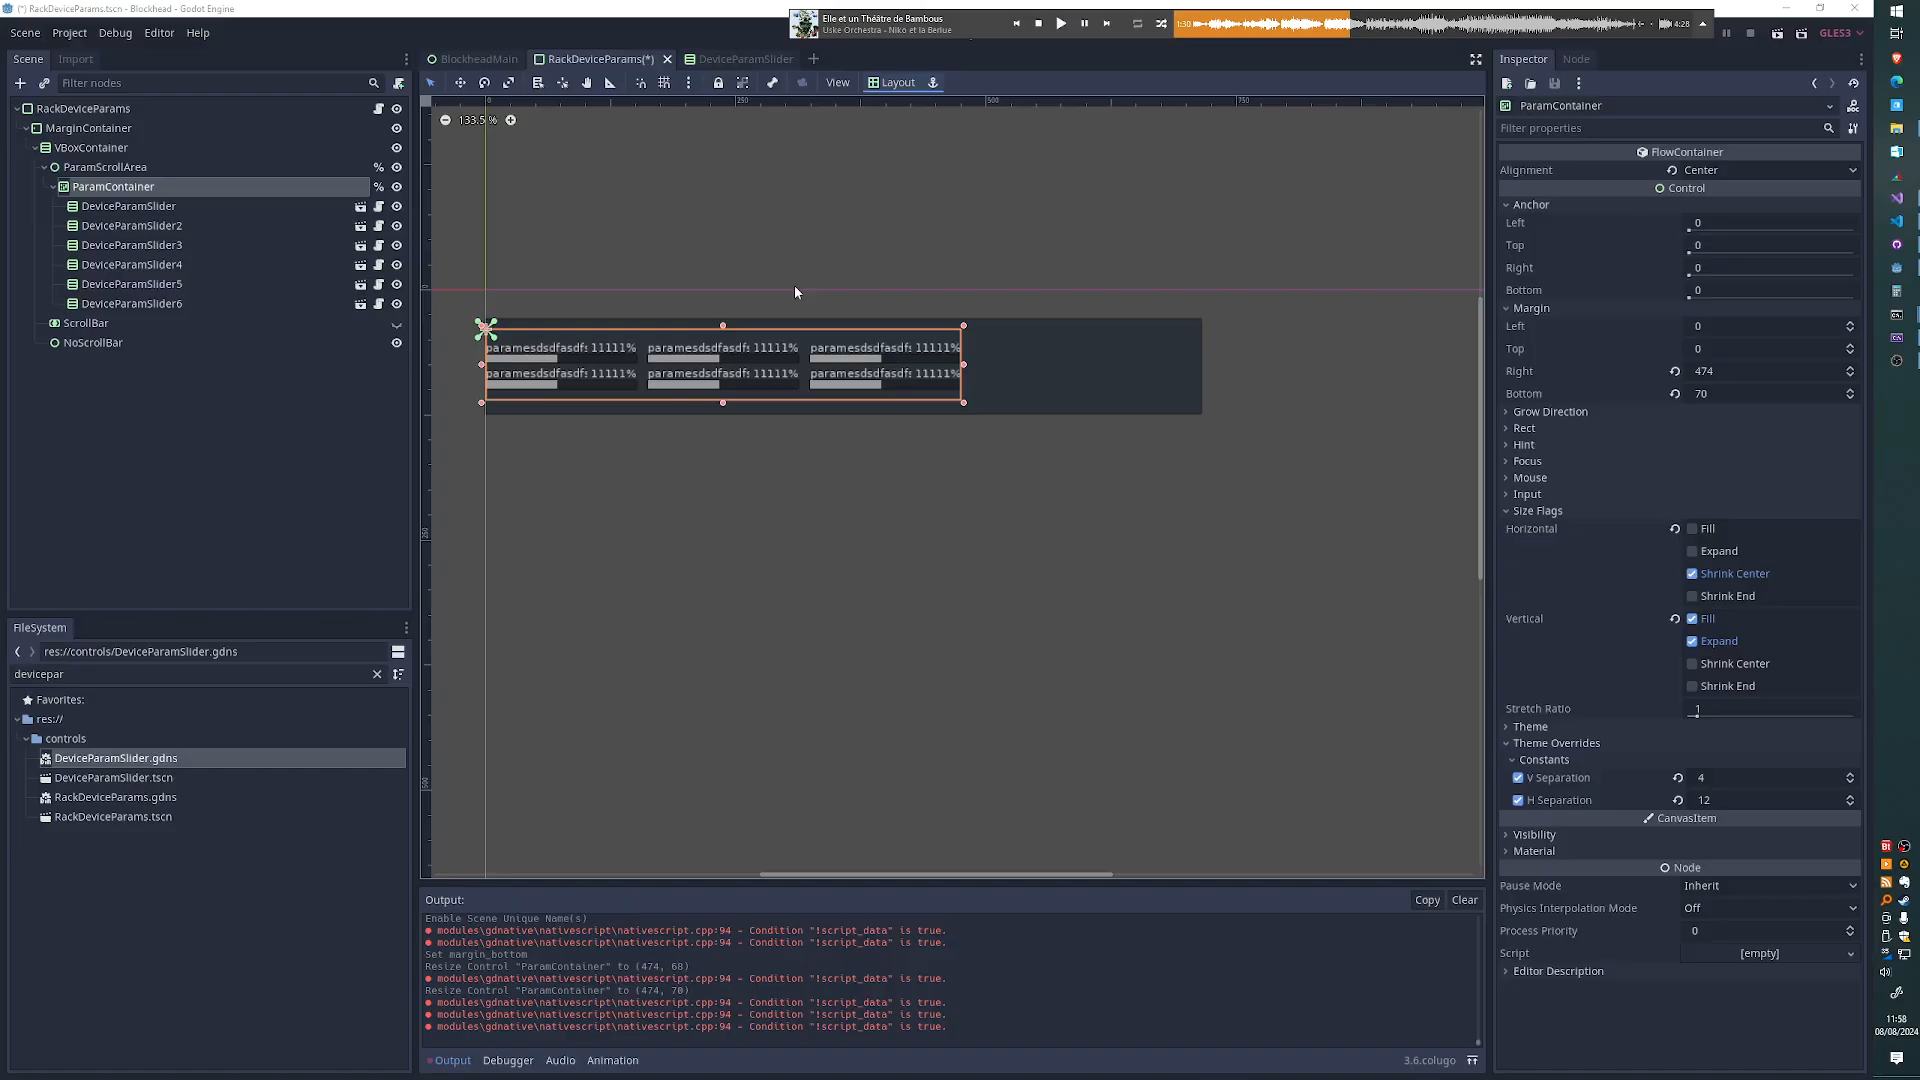 (*) RackDeviceParams.tscn - Blockhead - Godot Engine
Elle et un Théâtre de Bambous
Uske Orchestra - Niko et la Berlue
1:30
4:28
Scene Project Debug Editor Help
GLES3
Scene Import
BlockheadMain RackDeviceParams(*) DeviceParamSlider
Inspector Node
Filter nodes
View Layout
RackDeviceParams
MarginContainer
VBoxContainer
ParamScrollArea %
ParamContainer %
DeviceParamSlider
DeviceParamSlider2
DeviceParamSlider3
DeviceParamSlider4
DeviceParamSlider5
DeviceParamSlider6
ScrollBar
NoScrollBar
0 250 500 750
133.5 %
0
250
500
paramesdsdfasdf: 11111% paramesdsdfasdf: 11111% paramesdsdfasdf: 11111%
paramesdsdfasdf: 11111% paramesdsdfasdf: 11111% paramesdsdfasdf: 11111%
ParamContainer
Filter properties
FlowContainer
Alignment Center
Control
Anchor
Left 0
Top 0
Right 0
Bottom 0
Margin
Left 0
Top 0
Right 474
Bottom 70
Grow Direction
Rect
Hint
Focus
Mouse
Input
Size Flags
Horizontal Fill
Expand
Shrink Center
Shrink End
Vertical Fill
Expand
Shrink Center
Shrink End
Stretch Ratio 1
Theme
Theme Overrides
Constants
V Separation 4
H Separation 12
CanvasItem
Visibility
Material
Node
Pause Mode Inherit
Physics Interpolation Mode Off
Process Priority 0
Script [empty]
Editor Description
FileSystem
res://controls/DeviceParamSlider.gdns
devicepar
Favorites:
res://
controls
DeviceParamSlider.gdns
DeviceParamSlider.tscn
RackDeviceParams.gdns
RackDeviceParams.tscn
Output: Copy Clear
Enable Scene Unique Name(s)
modules\gdnative\nativescript\nativescript.cpp:94 - Condition "!script_data" is true.
modules\gdnative\nativescript\nativescript.cpp:94 - Condition "!script_data" is true.
Set margin_bottom
Resize Control "ParamContainer" to (474, 68)
modules\gdnative\nativescript\nativescript.cpp:94 - Condition "!script_data" is true.
Resize Control "ParamContainer" to (474, 70)
modules\gdnative\nativescript\nativescript.cpp:94 - Condition "!script_data" is true.
modules\gdnative\nativescript\nativescript.cpp:94 - Condition "!script_data" is true.
modules\gdnative\nativescript\nativescript.cpp:94 - Condition "!script_data" is true.
Output Debugger Audio Animation
3.6.colugo
11:58
08/08/2024